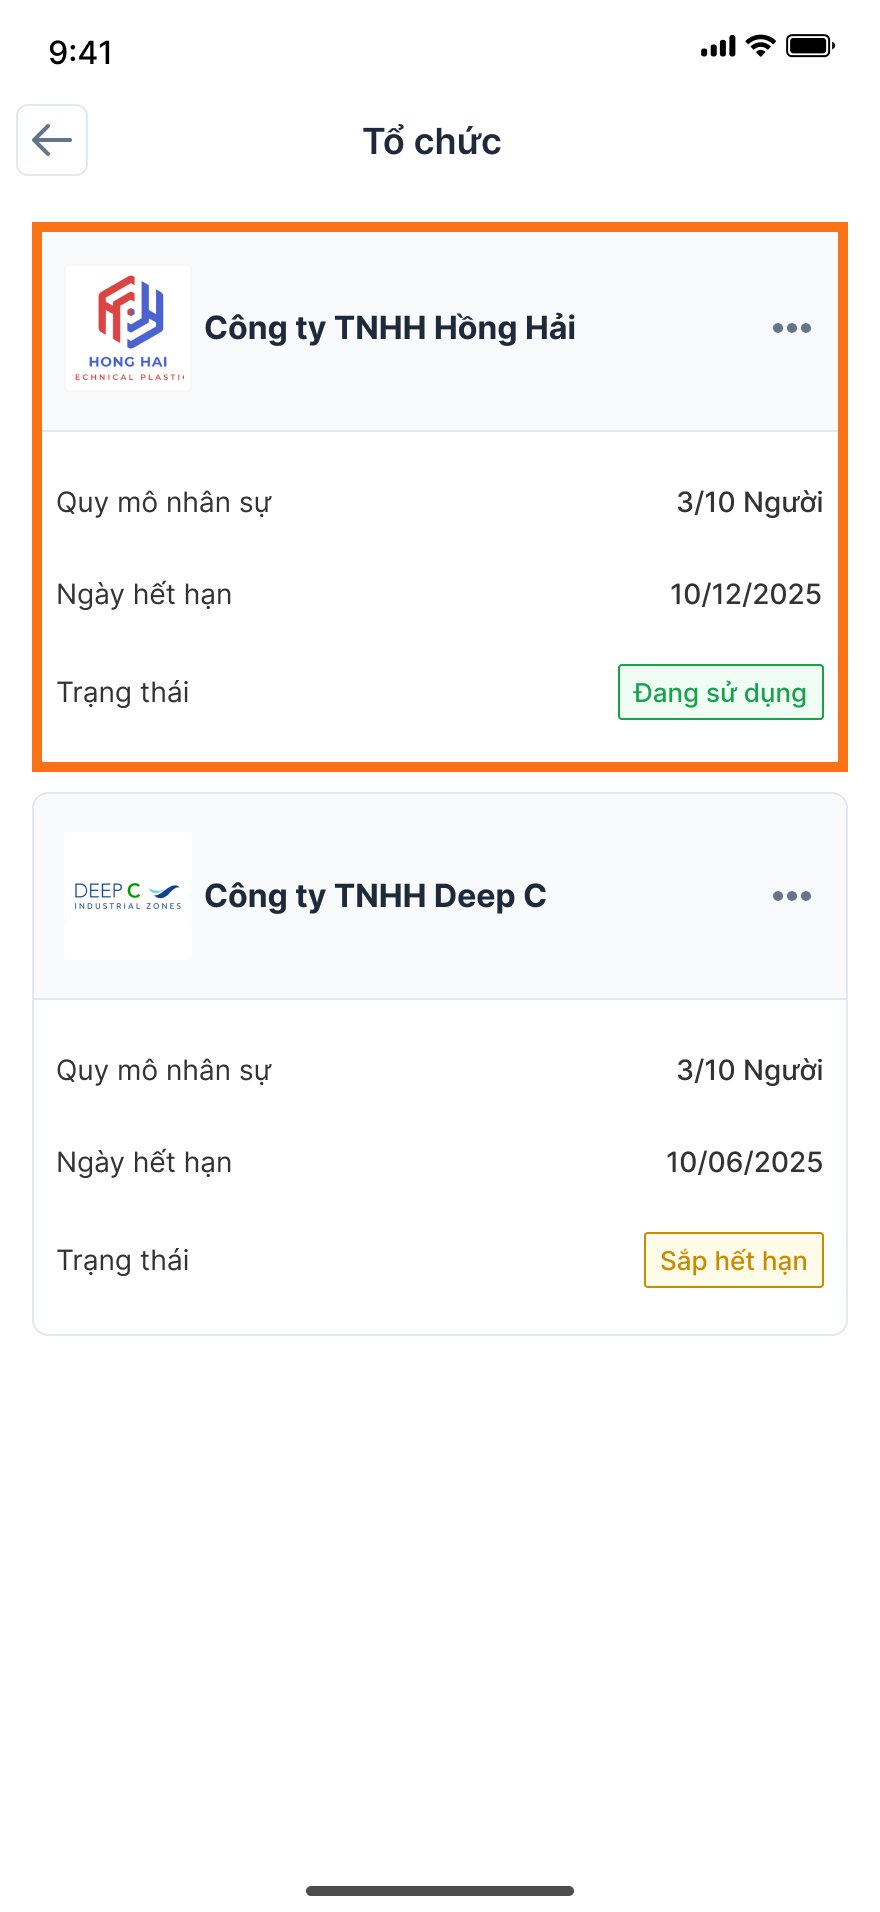 9:41
Tổ chức
HONG HAI
TECHNICAL PLASTI
Công ty TNHH Hồng Hải
Quy mô nhân sự 3/10 Người
Ngày hết hạn 10/12/2025
Trạng thái Đang sử dụng
DEEP C
INDUSTRIAL ZONES
Công ty TNHH Deep C
Quy mô nhân sự 3/10 Người
Ngày hết hạn 10/06/2025
Trạng thái Sắp hết hạn